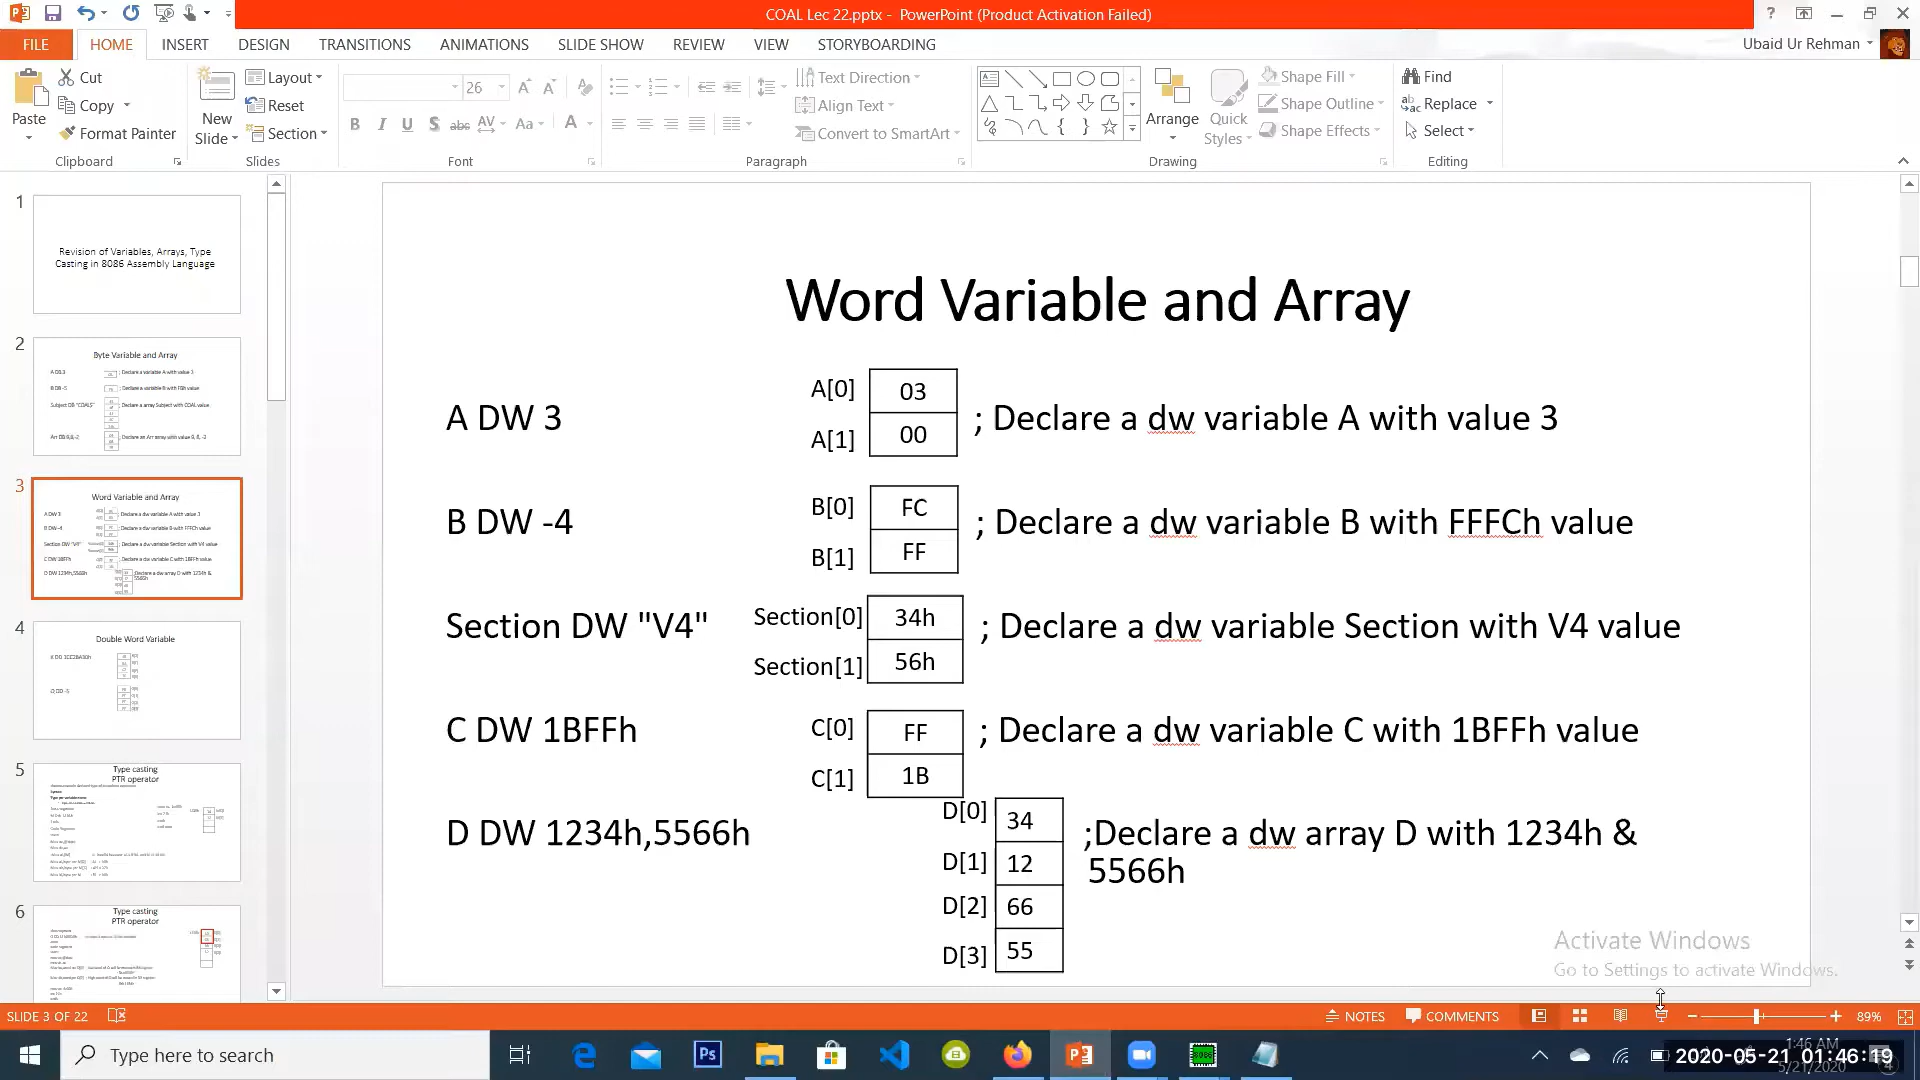 COAL Lec 22.pptx - PowerPoint (Product Activation Failed)
FILE HOME INSERT DESIGN TRANSITIONS ANIMATIONS SLIDE SHOW REVIEW VIEW STORYBOARDING Ubaid Ur Rehman
Paste Cut Copy Format Painter
Clipboard
New Slide Layout Reset Section
Slides
26
B I U S abc AV Aa A
Font
Text Direction
Align Text
Convert to SmartArt
Paragraph
Arrange Quick Styles Shape Fill Shape Outline Shape Effects
Drawing
Find
Replace
Select
Editing
1
Revision of Variables, Arrays, Type
Casting in 8086 Assembly Language
2
Byte Variable and Array
3
Word Variable and Array
4
Double Word Variable
5
Type casting
PTR operator
6
Type casting
PTR operator
Word Variable and Array
A DW 3 A[0] 03 ; Declare a dw variable A with value 3
A[1] 00
B DW -4 B[0] FC ; Declare a dw variable B with FFFCh value
B[1] FF
Section DW "V4" Section[0] 34h ; Declare a dw variable Section with V4 value
Section[1] 56h
C DW 1BFFh C[0] FF ; Declare a dw variable C with 1BFFh value
C[1] 1B
D DW 1234h,5566h D[0] 34 ;Declare a dw array D with 1234h &
D[1] 12 5566h
D[2] 66
D[3] 55
Activate Windows
Go to Settings to activate Windows.
SLIDE 3 OF 22 NOTES COMMENTS 89%
Type here to search
1:46 AM
5/21/2020
2020-05-21 01:46:19